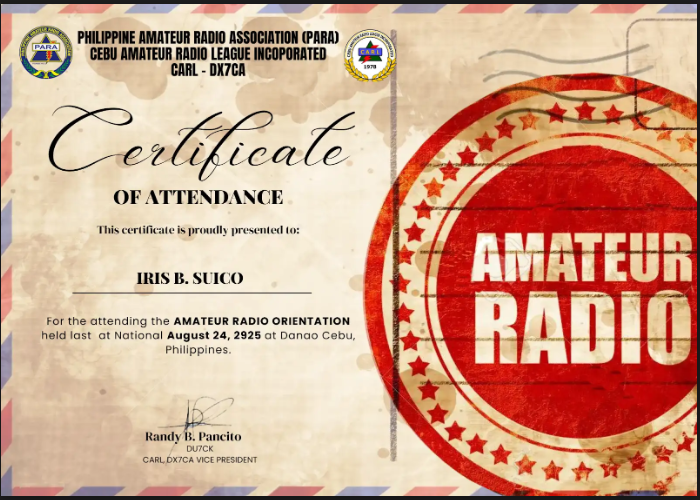 PHILIPPINE AMATEUR RADIO ASSOCIATION (PARA)
CEBU AMATEUR RADIO LEAGUE INCOPORATED
CARL - DX7CA
PARA
CARL
1978
Certificate
OF ATTENDANCE
This certificate is proudly presented to:
IRIS B. SUICO
For the attending the AMATEUR RADIO ORIENTATION
held last at National August 24, 2925 at Danao Cebu,
Philippines.
Randy B. Pancito
DU7CK
CARL, DX7CA VICE PRESIDENT
AMATEUR
RADIO